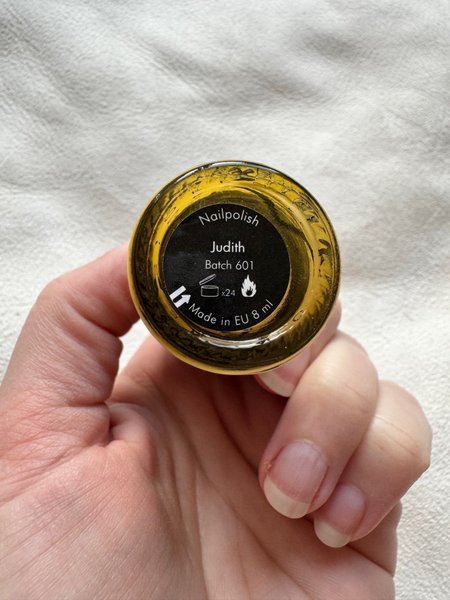 Nailpolish
Judith
Batch 601
x24
Made in EU 8 ml